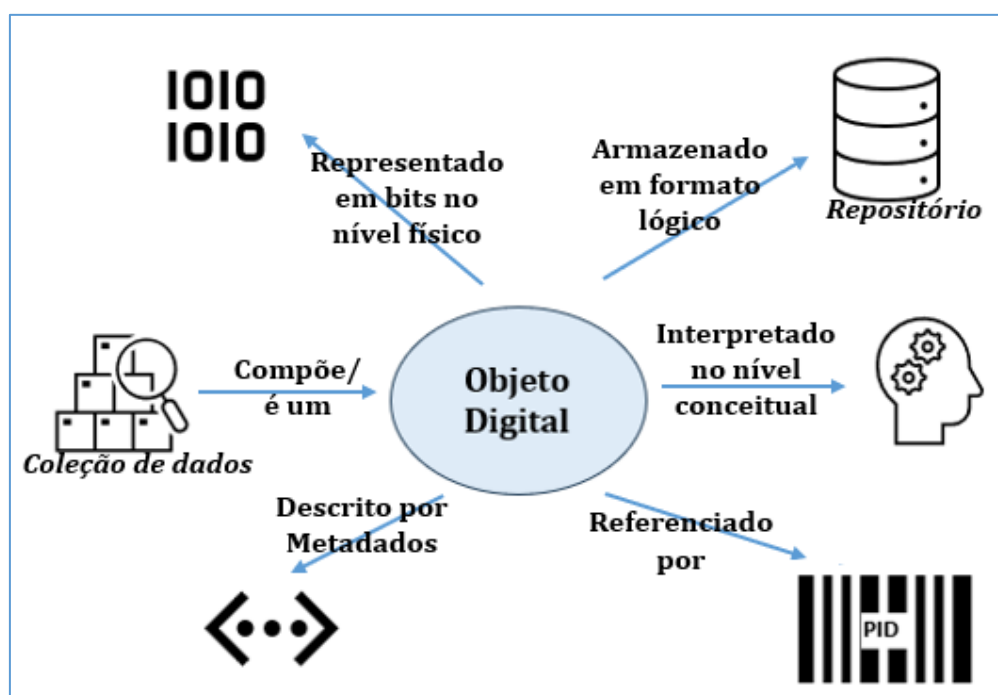 IOIO
IOIO
Representado
em bits no
nível físico
Armazenado
em formato
lógico
Repositório
Compõe/
é um
Coleção de dados
Objeto
Digital
Interpretado
no nível
conceitual
Descrito por
Metadados
Referenciado
por
PID